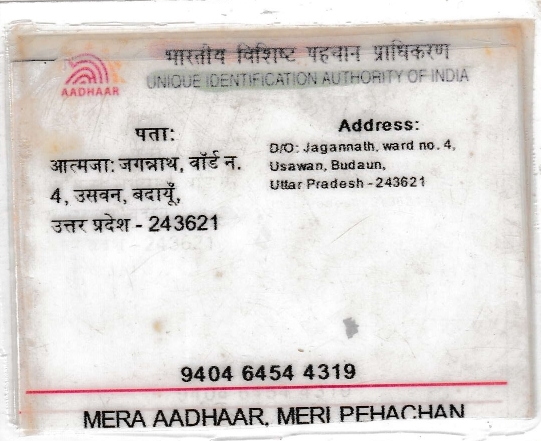 भारतीय विशिष्ट पहचान प्राधिकरण
AADHAAR
UNIQUE IDENTIFICATION AUTHORITY OF INDIA
पता:
आत्मजा: जगन्नाथ, वॉर्ड न.
4, उसवन, बदायूँ,
उत्तर प्रदेश - 243621
Address:
D/O: Jagannath, ward no. 4,
Usawan, Budaun,
Uttar Pradesh - 243621
9404 6454 4319
MERA AADHAAR, MERI PEHACHAN